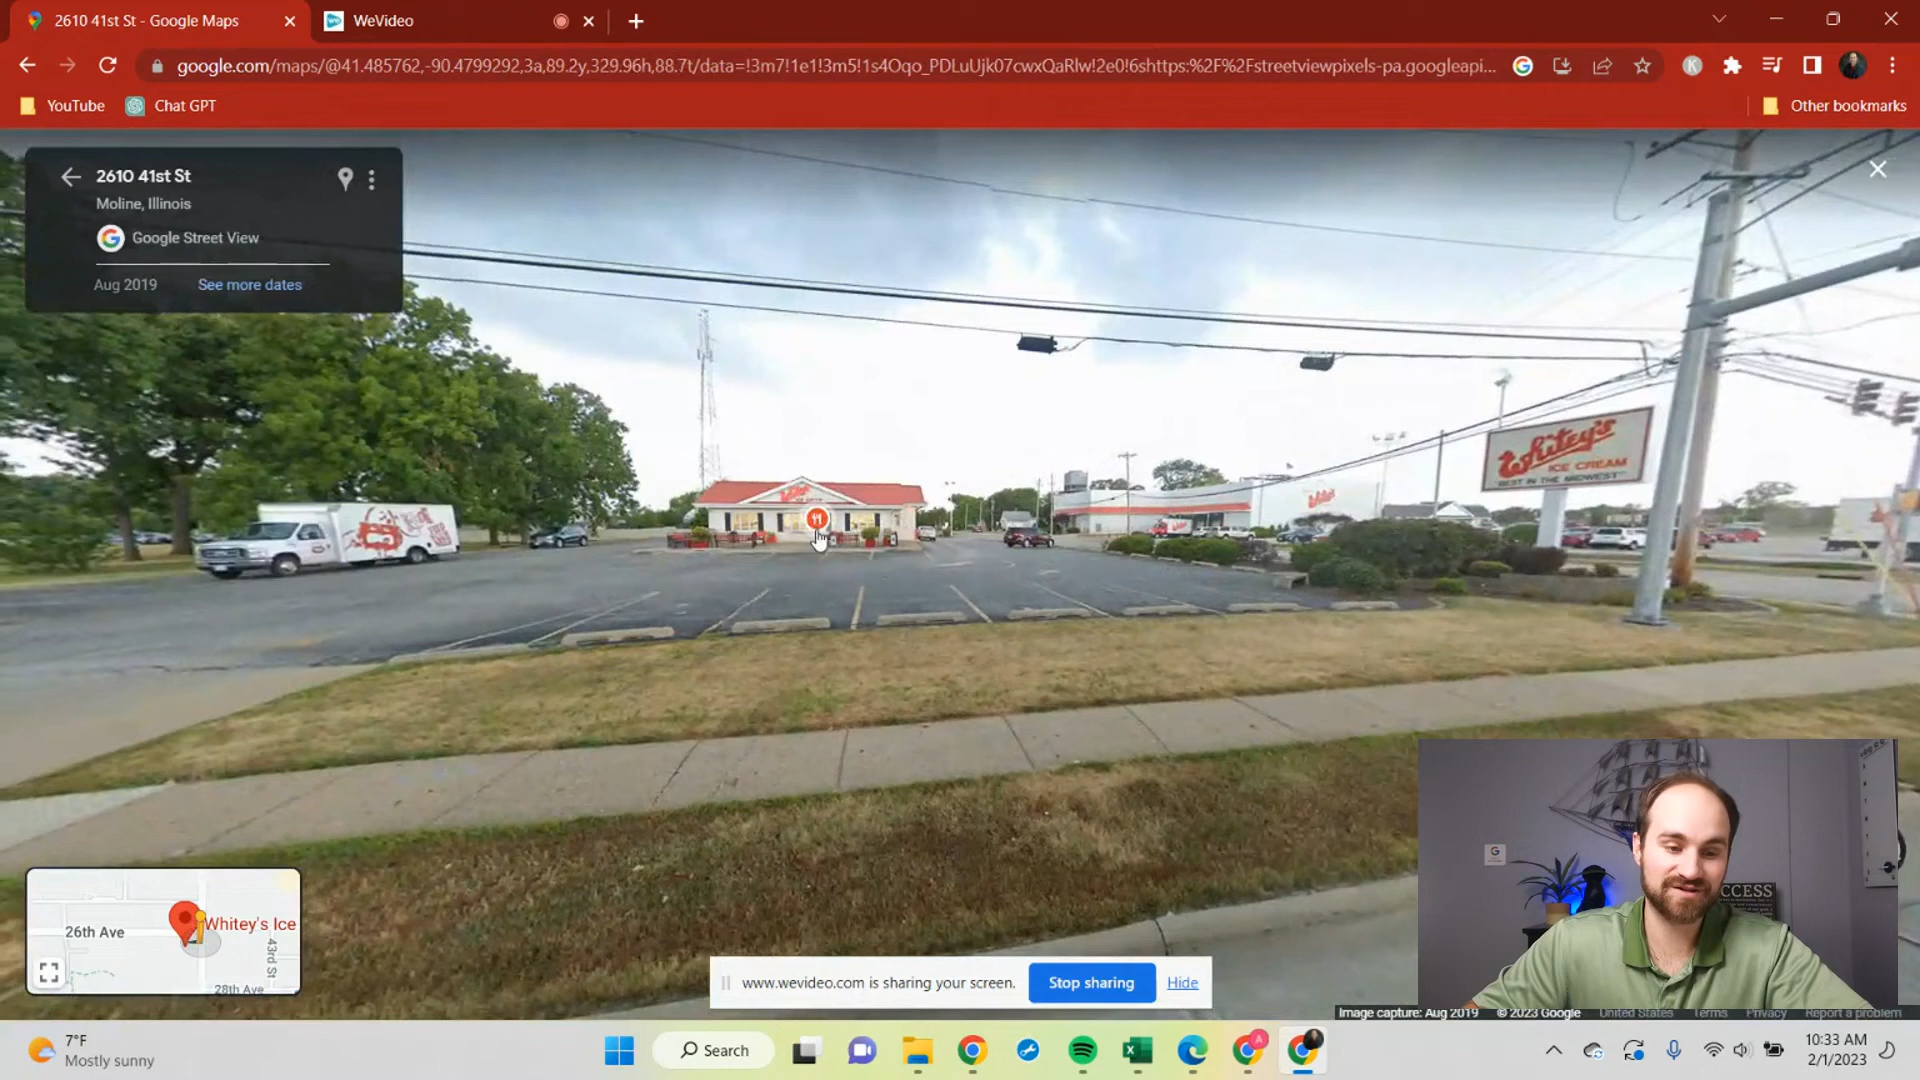 2610 41st St - Google Maps
WeVideo
google.com/maps/@41.485762,-90.4799292,3a,89.2y,329.96h,88.7t/data=!3m7!1e1!3m5!1s4Oqo_PDLuUjk07cwxQaRlw!2e0!6shttps:%2F%2Fstreetviewpixels-pa.googleapi...
YouTube
Chat GPT
Other bookmarks
2610 41st St
Moline, Illinois
Google Street View
Aug 2019
See more dates
Whitey's
ICE CREAM
"BEST IN THE MIDWEST"
26th Ave
Whitey's Ice
43rd St
28th Ave
www.wevideo.com is sharing your screen.
Stop sharing
Hide
Image capture: Aug 2019
© 2023 Google
United States
Terms
Privacy
Report a problem
7°F
Mostly sunny
Search
10:33 AM
2/1/2023